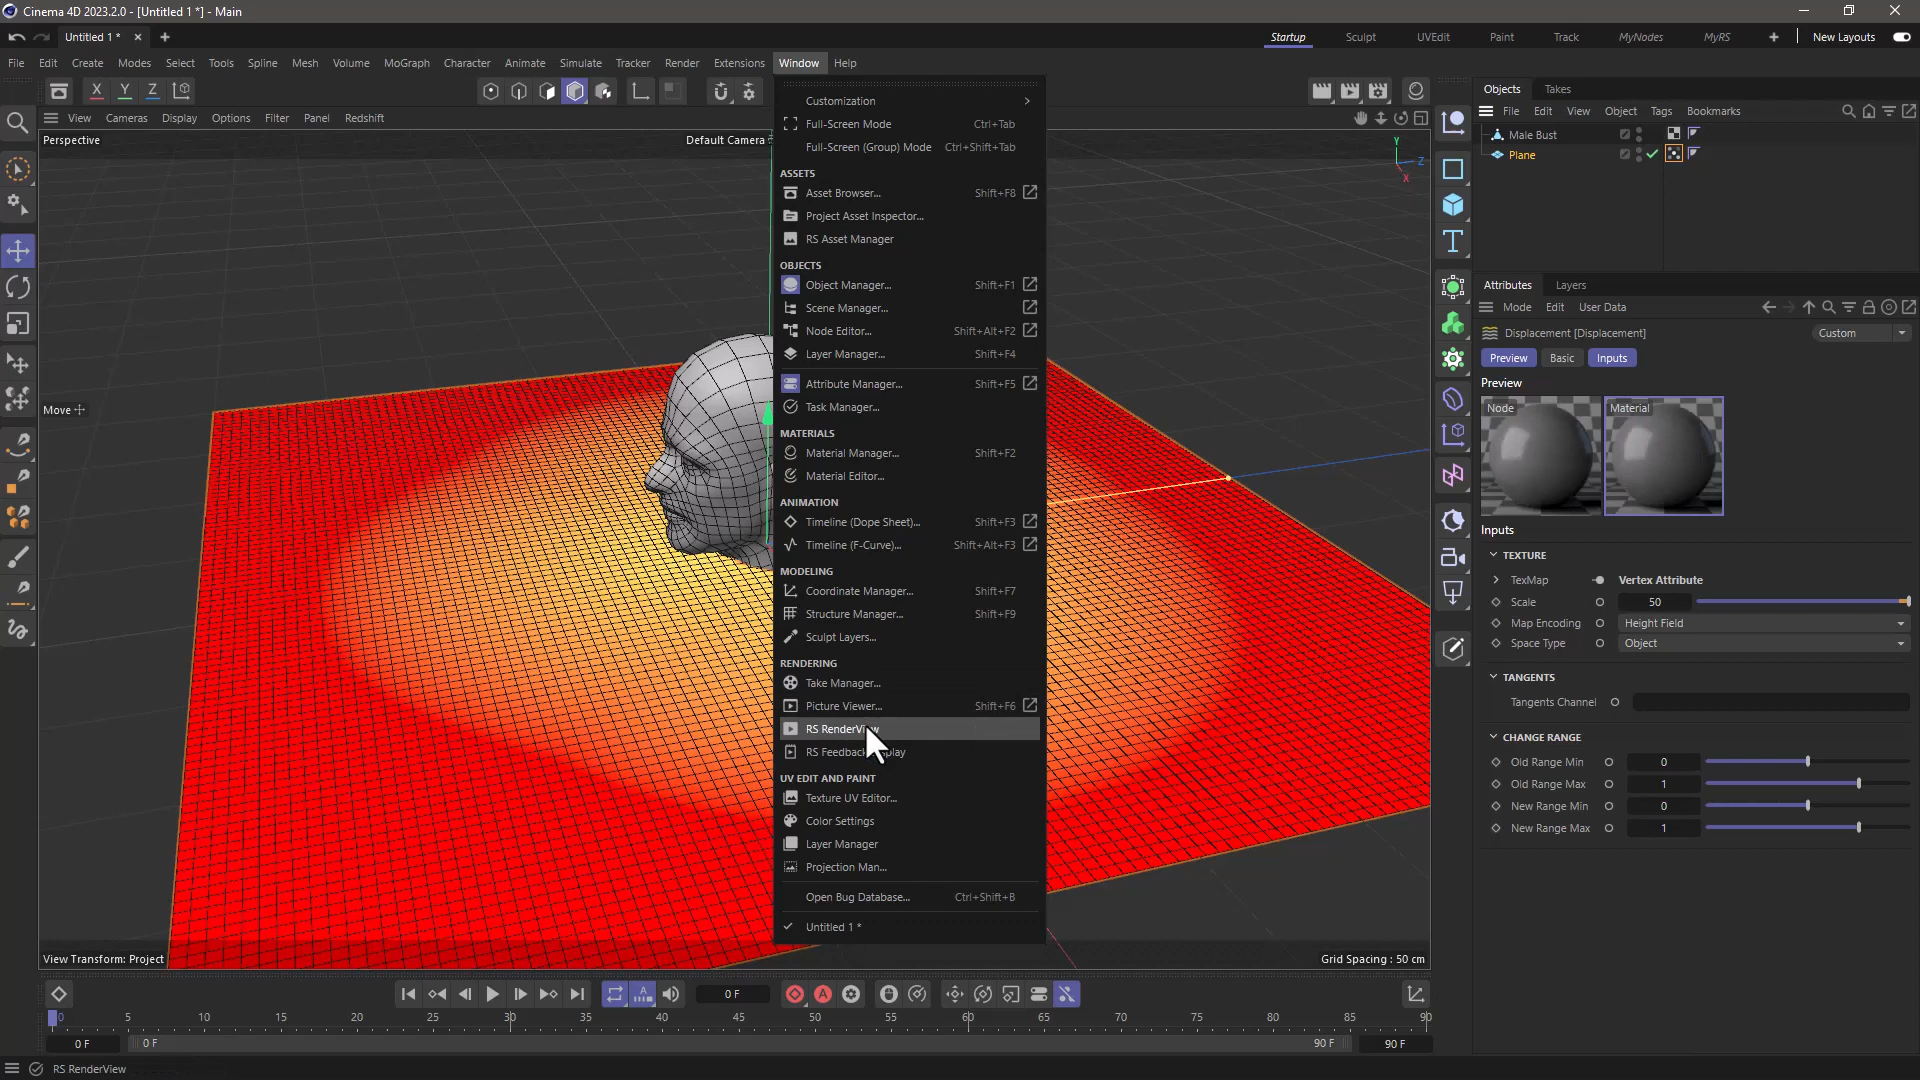 Cinema 4D 2023.2.0 - [Untitled 1 *] - Main
Untitled 1 *
Startup
Sculpt
UVEdit
Paint
Track
MyNodes
MyRS
New Layouts
File Edit Create Modes Select Tools Spline Mesh Volume MoGraph Character Animate Simulate Tracker Render Extensions Window Help
X Y Z
View Cameras Display Options Filter Panel Redshift
Perspective
Default Camera
Move
View Transform: Project
Grid Spacing : 50 cm
Y
Z
X
Customization
Full-Screen Mode Ctrl+Tab
Full-Screen (Group) Mode Ctrl+Shift+Tab
ASSETS
Asset Browser... Shift+F8
Project Asset Inspector...
RS Asset Manager
OBJECTS
Object Manager... Shift+F1
Scene Manager...
Node Editor... Shift+Alt+F2
Layer Manager... Shift+F4
Attribute Manager... Shift+F5
Task Manager...
MATERIALS
Material Manager... Shift+F2
Material Editor...
ANIMATION
Timeline (Dope Sheet)... Shift+F3
Timeline (F-Curve)... Shift+Alt+F3
MODELING
Coordinate Manager... Shift+F7
Structure Manager... Shift+F9
Sculpt Layers...
RENDERING
Take Manager...
Picture Viewer... Shift+F6
RS RenderView
RS Feedback Display
UV EDIT AND PAINT
Texture UV Editor...
Color Settings
Layer Manager
Projection Man...
Open Bug Database... Ctrl+Shift+B
Untitled 1 *
Objects Takes
File Edit View Object Tags Bookmarks
Male Bust
Plane
Attributes Layers
Mode Edit User Data
Displacement [Displacement]
Custom
Preview Basic Inputs
Preview
Node
Material
Inputs
TEXTURE
TexMap Vertex Attribute
Scale 50
Map Encoding Height Field
Space Type Object
TANGENTS
Tangents Channel
CHANGE RANGE
Old Range Min 0
Old Range Max 1
New Range Min 0
New Range Max 1
0 F
0 5 10 15 20 25 30 35 40 45 50 55 60 65 70 75 80 85 90
0 F
0 F
90 F
90 F
RS RenderView